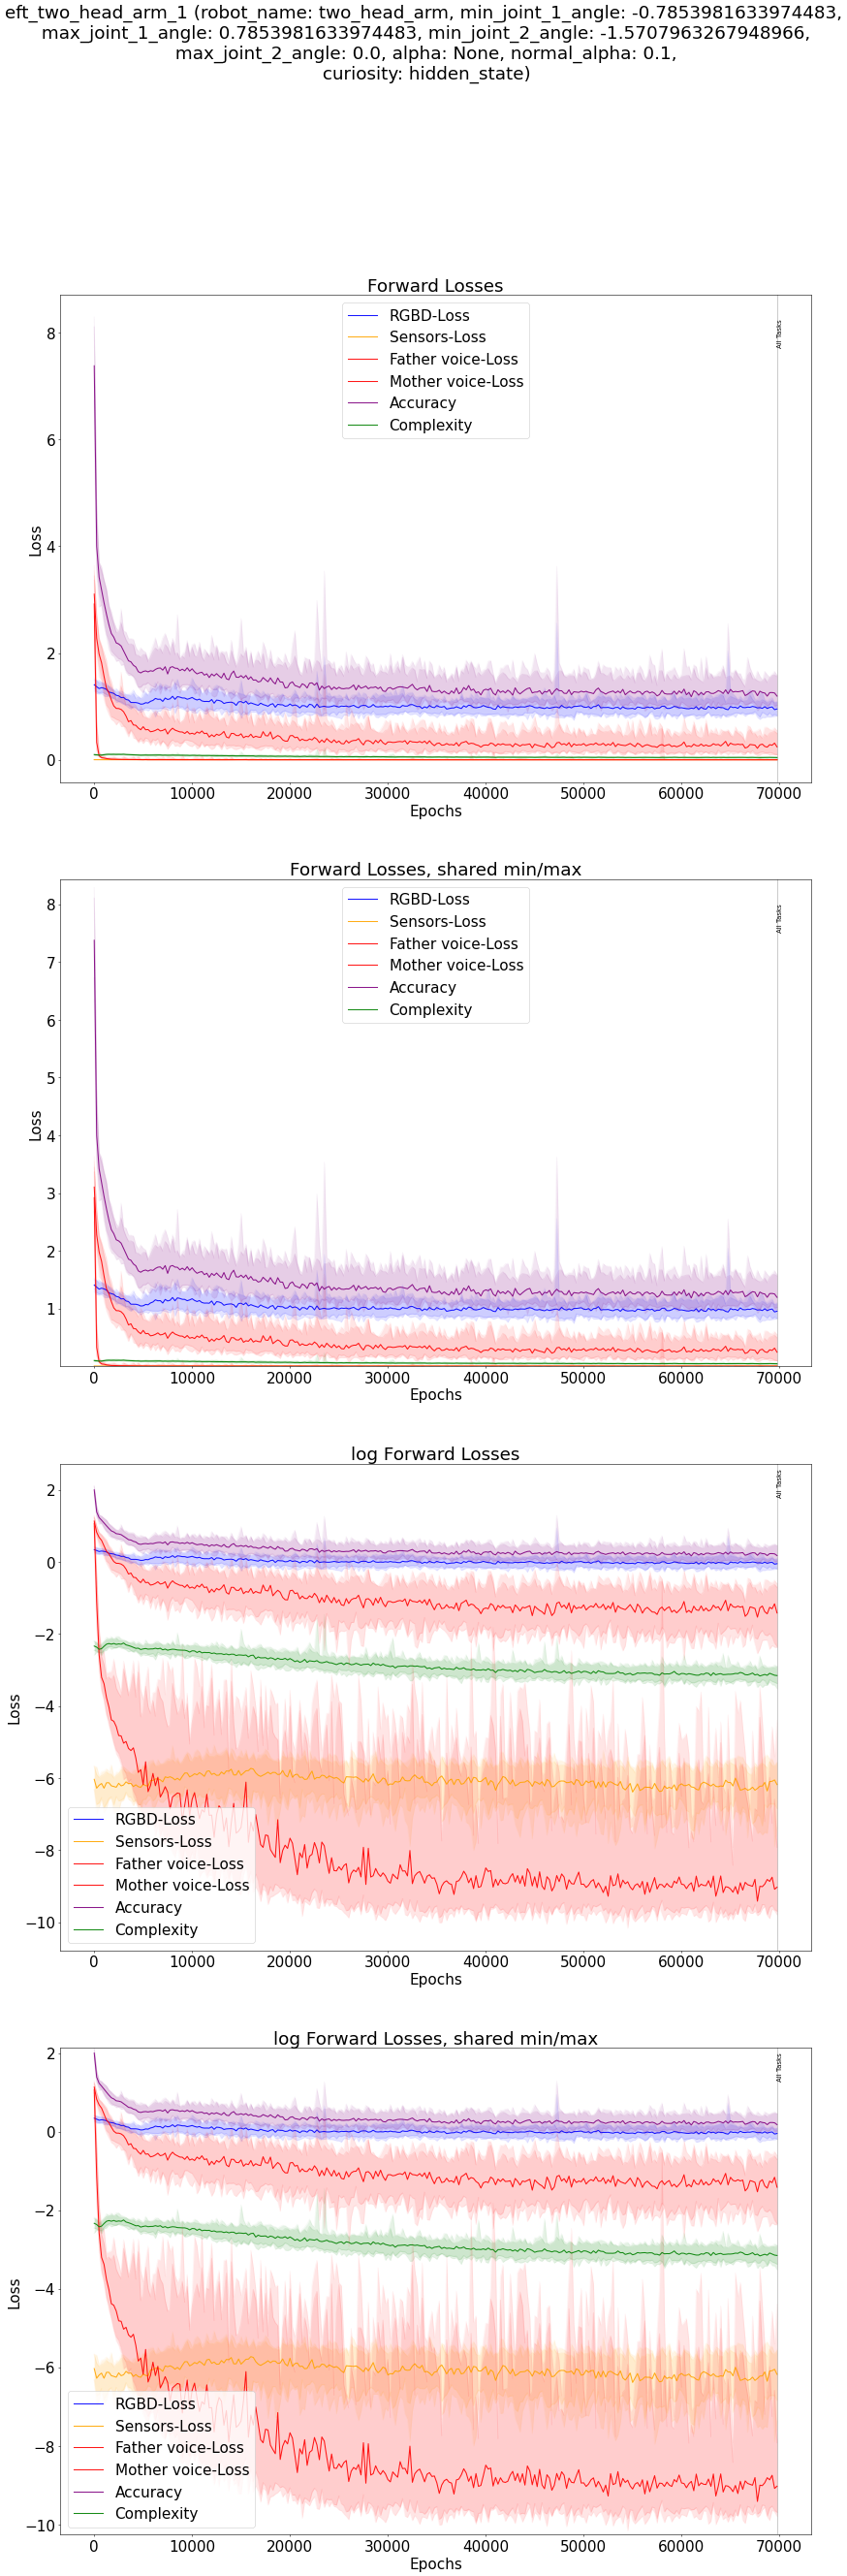 eft_two_head_arm_1 (robot_name: two_head_arm, min_joint_1_angle: -0.7853981633974483,
max_joint_1_angle: 0.7853981633974483, min_joint_2_angle: -1.5707963267948966,
max_joint_2_angle: 0.0, alpha: None, normal_alpha: 0.1,
curiosity: hidden_state)
Forward Losses
RGBD-Loss
Sensors-Loss
Father voice-Loss
Mother voice-Loss
Accuracy
Complexity
All Tasks
8
6
4
2
0
Loss
0 10000 20000 30000 40000 50000 60000 70000
Epochs
Forward Losses, shared min/max
RGBD-Loss
Sensors-Loss
Father voice-Loss
Mother voice-Loss
Accuracy
Complexity
All Tasks
8
7
6
5
4
3
2
1
Loss
0 10000 20000 30000 40000 50000 60000 70000
Epochs
log Forward Losses
All Tasks
2
0
−2
−4
−6
−8
−10
Loss
RGBD-Loss
Sensors-Loss
Father voice-Loss
Mother voice-Loss
Accuracy
Complexity
0 10000 20000 30000 40000 50000 60000 70000
Epochs
log Forward Losses, shared min/max
All Tasks
2
0
−2
−4
−6
−8
−10
Loss
RGBD-Loss
Sensors-Loss
Father voice-Loss
Mother voice-Loss
Accuracy
Complexity
0 10000 20000 30000 40000 50000 60000 70000
Epochs